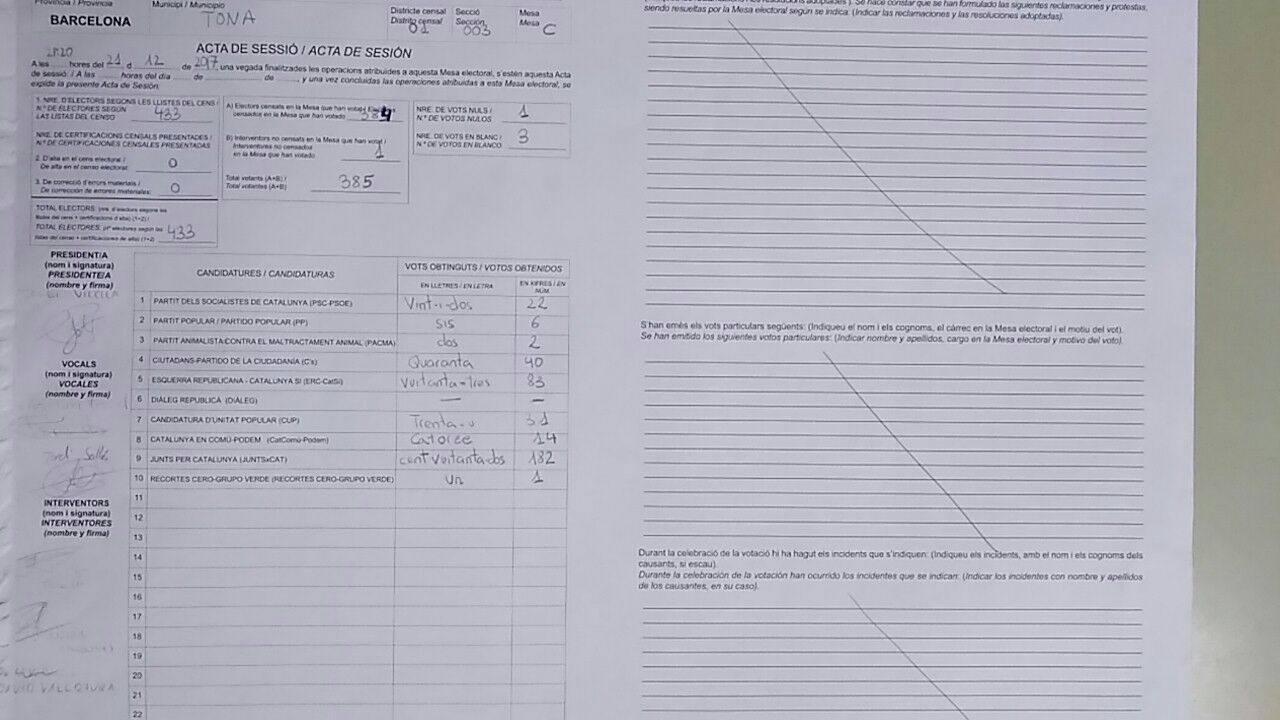 Província / Provincia
BARCELONA
Municipi / Municipio
TONA
Districte censal
Distrito censal
01
Secció
Sección
003
Mesa
Mesa
C
ACTA DE SESSIÓ / ACTA DE SESIÓN
A les hores del 21 d 12 de 2017, una vegada finalitzades les operacions atribuïdes a aquesta Mesa electoral, s'estén aquesta Acta
de sessió. / A las ........ horas del día ........ de ........ de ........, y una vez concluidas las operaciones atribuidas a esta Mesa electoral, se
expide la presente Acta de Sesión:
1. NRE. D'ELECTORS SEGONS LES LLISTES DEL CENS /
N.º DE ELECTORES SEGÚN
LAS LISTAS DEL CENSO 433
NRE. DE CERTIFICACIONS CENSALS PRESENTADES /
N.º DE CERTIFICACIONES CENSALES PRESENTADAS
2. D'alta en el cens electoral /
De alta en el censo electoral: 0
3. De correcció d'errors materials /
De corrección de errores materiales: 0
TOTAL ELECTORS: (nre. d'electors segons les
llistes del cens + certificacions d'alta) (1+2) /
TOTAL ELECTORES: (nº electores según las
listas del censo + certificaciones de alta) (1+2) 433
A) Electors censats en la Mesa que han votat / Electores
censados en la Mesa que han votado 384
B) Interventors no censats en la Mesa que han votat /
Interventores no censados
en la Mesa que han votado 1
Total votants (A+B) /
Total votantes (A+B) 385
NRE. DE VOTS NULS /
N.º DE VOTOS NULOS 1
NRE. DE VOTS EN BLANC /
N.º DE VOTOS EN BLANCO 3
PRESIDENT/A
(nom i signatura)
PRESIDENTE/A
(nombre y firma)
VOCALS
(nom i signatura)
VOCALES
(nombre y firma)
INTERVENTORS
(nom i signatura)
INTERVENTORES
(nombre y firma)
DAVID
CANDIDATURES / CANDIDATURAS
VOTS OBTINGUTS / VOTOS OBTENIDOS
EN LLETRES / EN LETRA
EN XIFRES / EN
NÚM.
1 PARTIT DELS SOCIALISTES DE CATALUNYA (PSC-PSOE) Vint-i-dos 22
2 PARTIT POPULAR / PARTIDO POPULAR (PP) sis 6
3 PARTIT ANIMALISTA CONTRA EL MALTRACTAMENT ANIMAL (PACMA) dos 2
4 CIUTADANS-PARTIDO DE LA CIUDADANÍA (C's) Quaranta 40
5 ESQUERRA REPUBLICANA - CATALUNYA SÍ (ERC-CatSí) Vuitanta-tres 83
6 DIÀLEG REPUBLICÀ (DIÀLEG) — —
7 CANDIDATURA D'UNITAT POPULAR (CUP) Trenta-u 31
8 CATALUNYA EN COMÚ-PODEM (CatComú-Podem) Catorze 14
9 JUNTS PER CATALUNYA (JUNTSxCAT) cent vuitanta dos 182
10 RECORTES CERO-GRUPO VERDE (RECORTES CERO-GRUPO VERDE) un 1
11
12
13
14
15
16
17
18
19
20
21
22
Se hace constar que se han formulado las siguientes reclamaciones y protestas,
siendo resueltas por la Mesa electoral según se indica: (Indicar las reclamaciones y las resoluciones adoptadas).
S'han emès els vots particulars següents: (Indiqueu el nom i els cognoms, el càrrec en la Mesa electoral i el motiu del vot).
Se han emitido los siguientes votos particulares: (Indicar nombre y apellidos, cargo en la Mesa electoral y motivo del voto).
Durant la celebració de la votació hi ha hagut els incidents que s'indiquen: (Indiqueu els incidents, amb el nom i els cognoms dels
causants, si escau).
Durante la celebración de la votación han ocurrido los incidentes que se indican: (Indicar los incidentes con nombre y apellidos
de los causantes, en su caso).